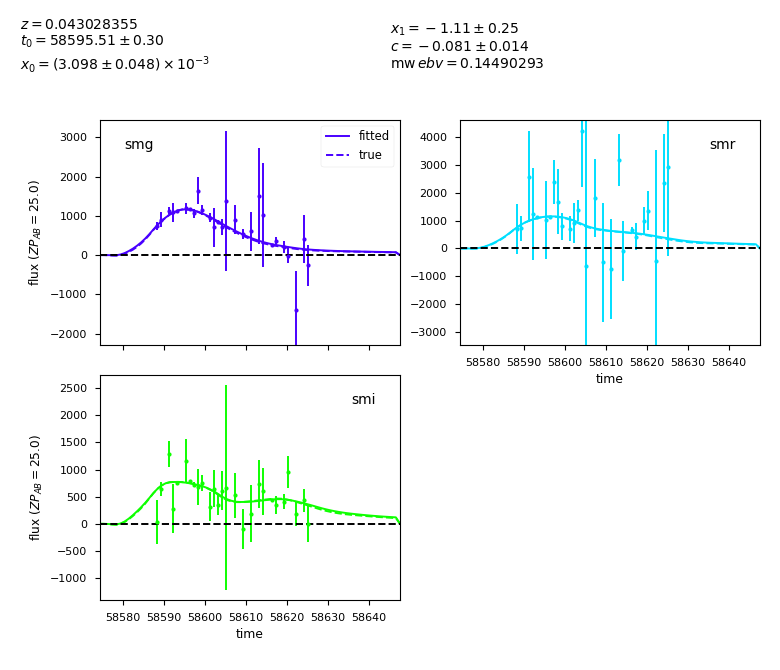 z = 0.043028355
t₀ = 58595.51 ± 0.30
x₀ = (3.098 ± 0.048) × 10⁻³
x₁ = −1.11 ± 0.25
c = −0.081 ± 0.014
mw ebv = 0.14490293
smg
fitted
true
3000
2000
1000
0
−1000
−2000
flux (ZP_AB = 25.0)
smr
4000
3000
2000
1000
0
−1000
−2000
−3000
58580 58590 58600 58610 58620 58630 58640
time
smi
2500
2000
1500
1000
500
0
−500
−1000
flux (ZP_AB = 25.0)
58580 58590 58600 58610 58620 58630 58640
time